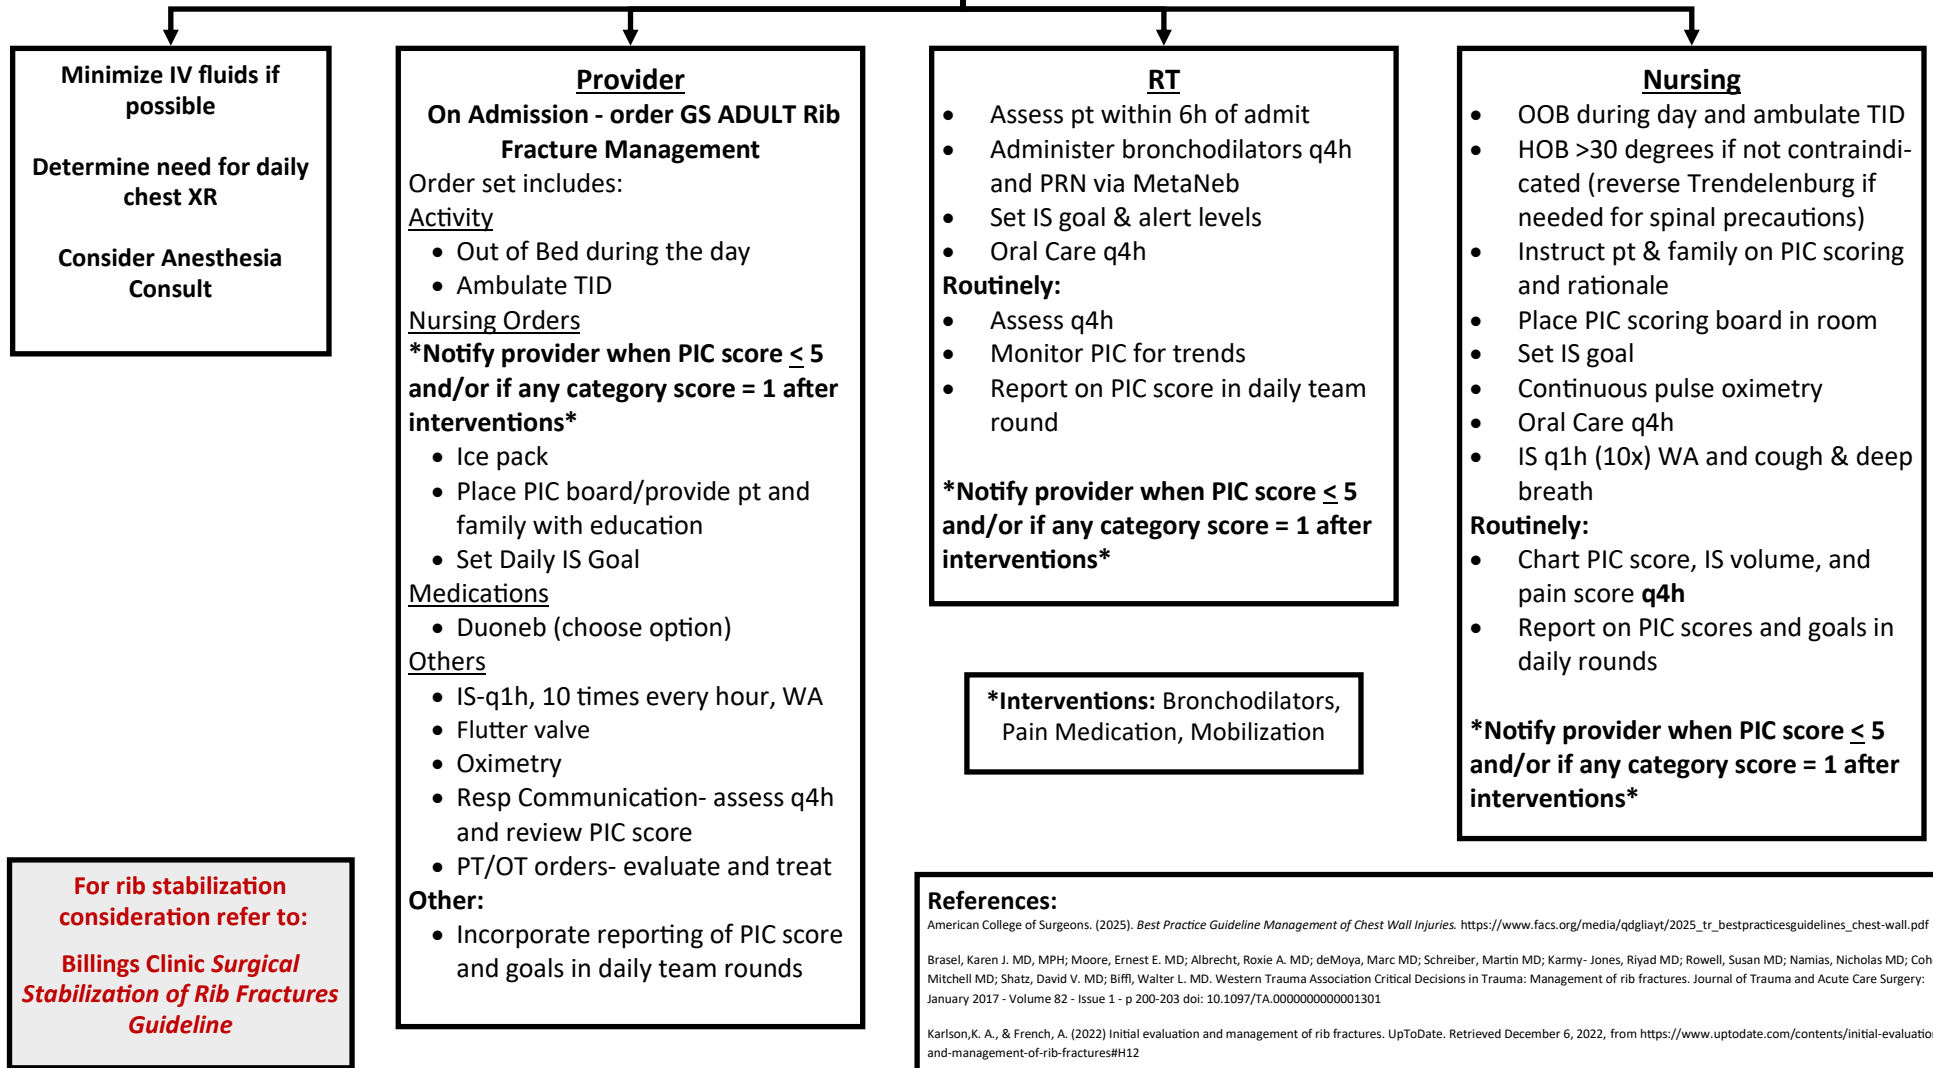 Minimize IV fluids if
possible
Determine need for daily
chest XR
Consider Anesthesia
Consult
Provider
On Admission - order GS ADULT Rib
Fracture Management
Order set includes:
Activity
• Out of Bed during the day
• Ambulate TID
Nursing Orders
*Notify provider when PIC score < 5
and/or if any category score = 1 after
interventions*
• Ice pack
• Place PIC board/provide pt and
family with education
• Set Daily IS Goal
Medications
• Duoneb (choose option)
Others
• IS-q1h, 10 times every hour, WA
• Flutter valve
• Oximetry
• Resp Communication- assess q4h
and review PIC score
• PT/OT orders- evaluate and treat
Other:
• Incorporate reporting of PIC score
and goals in daily team rounds
RT
• Assess pt within 6h of admit
• Administer bronchodilators q4h
and PRN via MetaNeb
• Set IS goal & alert levels
• Oral Care q4h
Routinely:
• Assess q4h
• Monitor PIC for trends
• Report on PIC score in daily team
round
*Notify provider when PIC score < 5
and/or if any category score = 1 after
interventions*
*Interventions: Bronchodilators,
Pain Medication, Mobilization
Nursing
• OOB during day and ambulate TID
• HOB >30 degrees if not contraindi-
cated (reverse Trendelenburg if
needed for spinal precautions)
• Instruct pt & family on PIC scoring
and rationale
• Place PIC scoring board in room
• Set IS goal
• Continuous pulse oximetry
• Oral Care q4h
• IS q1h (10x) WA and cough & deep
breath
Routinely:
• Chart PIC score, IS volume, and
pain score q4h
• Report on PIC scores and goals in
daily rounds
*Notify provider when PIC score < 5
and/or if any category score = 1 after
interventions*
For rib stabilization
consideration refer to:
Billings Clinic Surgical
Stabilization of Rib Fractures
Guideline
References:
American College of Surgeons. (2025). Best Practice Guideline Management of Chest Wall Injuries. https://www.facs.org/media/qdgliayt/2025_tr_bestpracticesguidelines_chest-wall.pdf
Brasel, Karen J. MD, MPH; Moore, Ernest E. MD; Albrecht, Roxie A. MD; deMoya, Marc MD; Schreiber, Martin MD; Karmy- Jones, Riyad MD; Rowell, Susan MD; Namias, Nicholas MD; Coh
Mitchell MD; Shatz, David V. MD; Biffl, Walter L. MD. Western Trauma Association Critical Decisions in Trauma: Management of rib fractures. Journal of Trauma and Acute Care Surgery:
January 2017 - Volume 82 - Issue 1 - p 200-203 doi: 10.1097/TA.0000000000001301
Karlson,K. A., & French, A. (2022) Initial evaluation and management of rib fractures. UpToDate. Retrieved December 6, 2022, from https://www.uptodate.com/contents/initial-evaluation
and-management-of-rib-fractures#H12